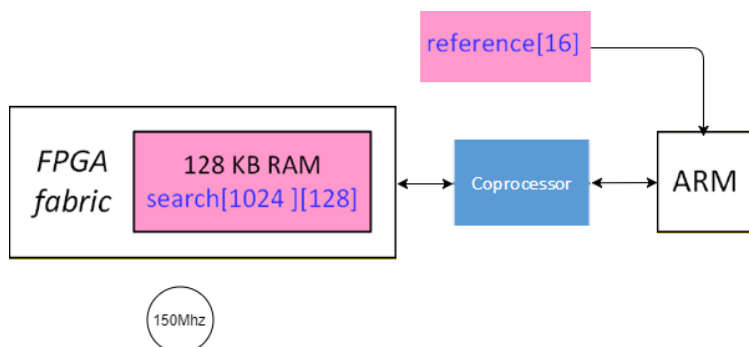 reference[16]
FPGA
fabric
128 KB RAM
search[1024 ][128]
Coprocessor
ARM
150Mhz